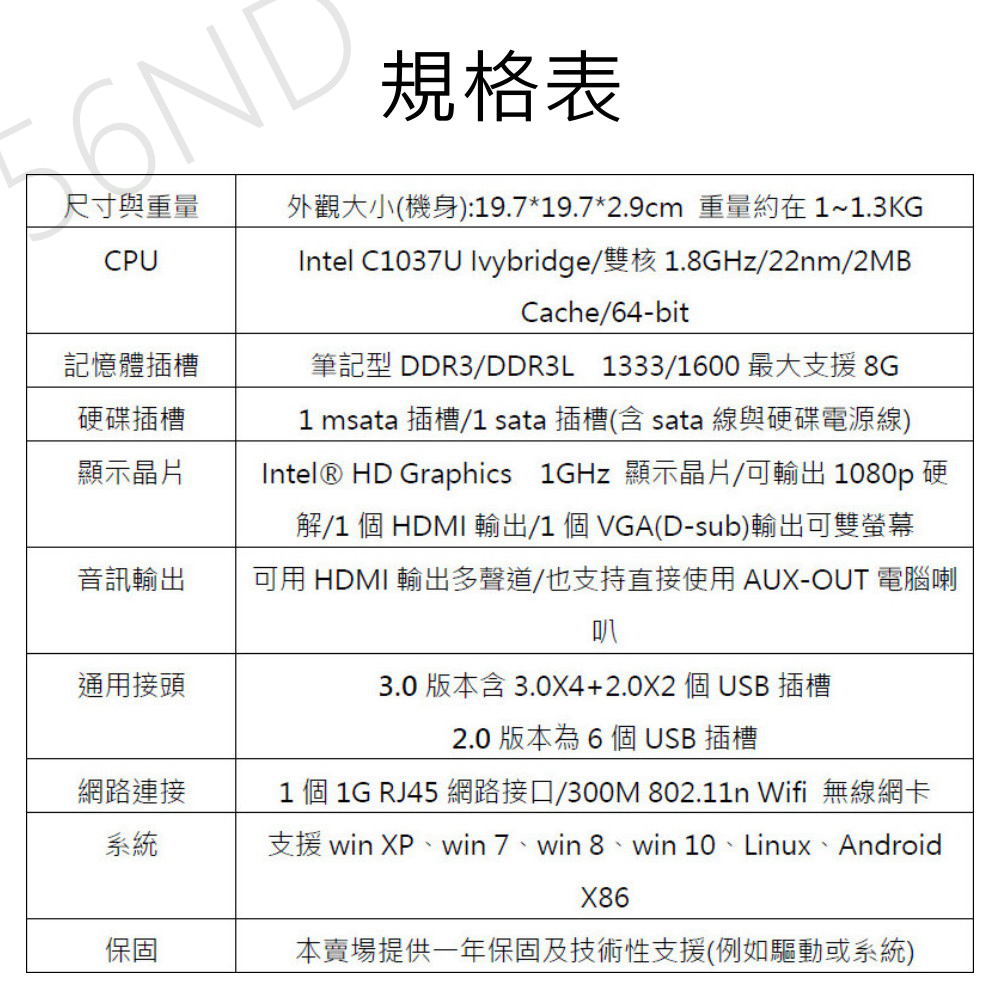 56ND
規格表
尺寸與重量 外觀大小(機身):19.7*19.7*2.9cm 重量約在 1~1.3KG
CPU Intel C1037U Ivybridge/雙核 1.8GHz/22nm/2MB
Cache/64-bit
記憶體插槽 筆記型 DDR3/DDR3L 1333/1600 最大支援 8G
硬碟插槽 1 msata 插槽/1 sata 插槽(含 sata 線與硬碟電源線)
顯示晶片 Intel® HD Graphics 1GHz 顯示晶片/可輸出 1080p 硬
解/1 個 HDMI 輸出/1 個 VGA(D-sub)輸出可雙螢幕
音訊輸出 可用 HDMI 輸出多聲道/也支持直接使用 AUX-OUT 電腦喇
叭
通用接頭 3.0 版本含 3.0X4+2.0X2 個 USB 插槽
2.0 版本為 6 個 USB 插槽
網路連接 1 個 1G RJ45 網路接口/300M 802.11n Wifi 無線網卡
系統 支援 win XP、win 7、win 8、win 10、Linux、Android
X86
保固 本賣場提供一年保固及技術性支援(例如驅動或系統)